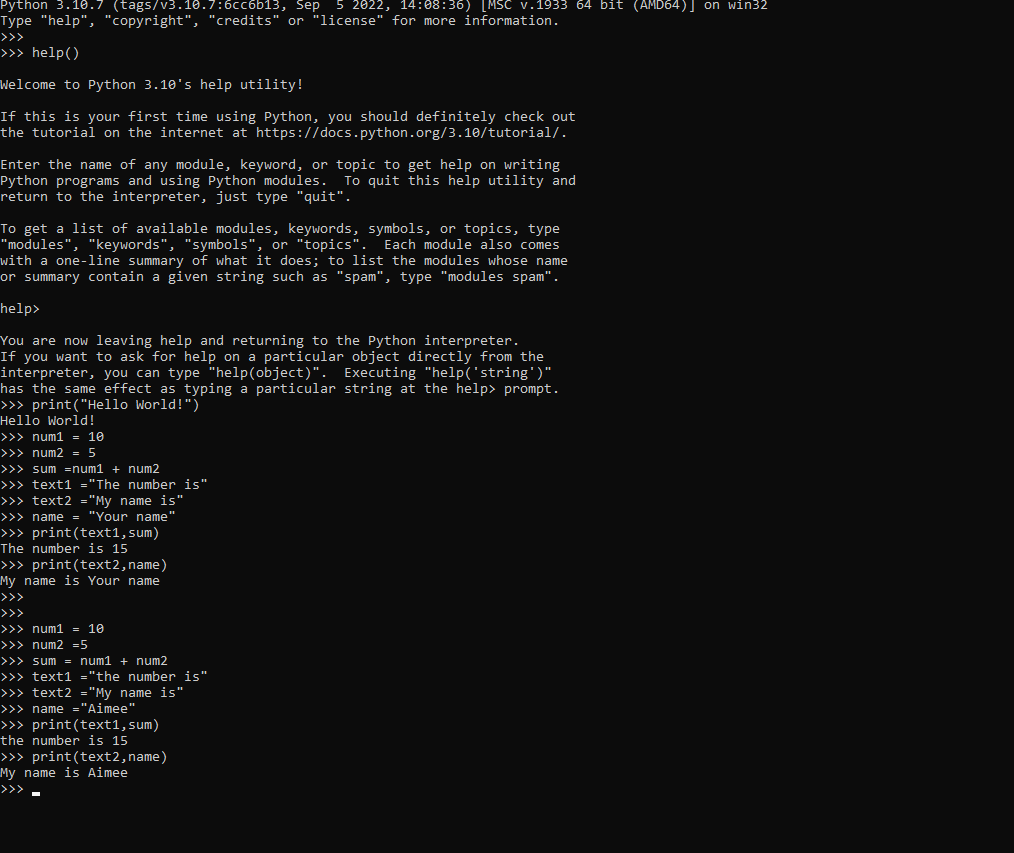 Python 3.10.7 (tags/v3.10.7:6cc6b13, Sep  5 2022, 14:08:36) [MSC v.1933 64 bit (AMD64)] on win32
Type "help", "copyright", "credits" or "license" for more information.
>>>
>>> help()

Welcome to Python 3.10's help utility!

If this is your first time using Python, you should definitely check out
the tutorial on the internet at https://docs.python.org/3.10/tutorial/.

Enter the name of any module, keyword, or topic to get help on writing
Python programs and using Python modules.  To quit this help utility and
return to the interpreter, just type "quit".

To get a list of available modules, keywords, symbols, or topics, type
"modules", "keywords", "symbols", or "topics".  Each module also comes
with a one-line summary of what it does; to list the modules whose name
or summary contain a given string such as "spam", type "modules spam".

help>

You are now leaving help and returning to the Python interpreter.
If you want to ask for help on a particular object directly from the
interpreter, you can type "help(object)".  Executing "help('string')"
has the same effect as typing a particular string at the help> prompt.
>>> print("Hello World!")
Hello World!
>>> num1 = 10
>>> num2 = 5
>>> sum =num1 + num2
>>> text1 ="The number is"
>>> text2 ="My name is"
>>> name = "Your name"
>>> print(text1,sum)
The number is 15
>>> print(text2,name)
My name is Your name
>>>
>>>
>>> num1 = 10
>>> num2 =5
>>> sum = num1 + num2
>>> text1 ="the number is"
>>> text2 ="My name is"
>>> name ="Aimee"
>>> print(text1,sum)
the number is 15
>>> print(text2,name)
My name is Aimee
>>> _